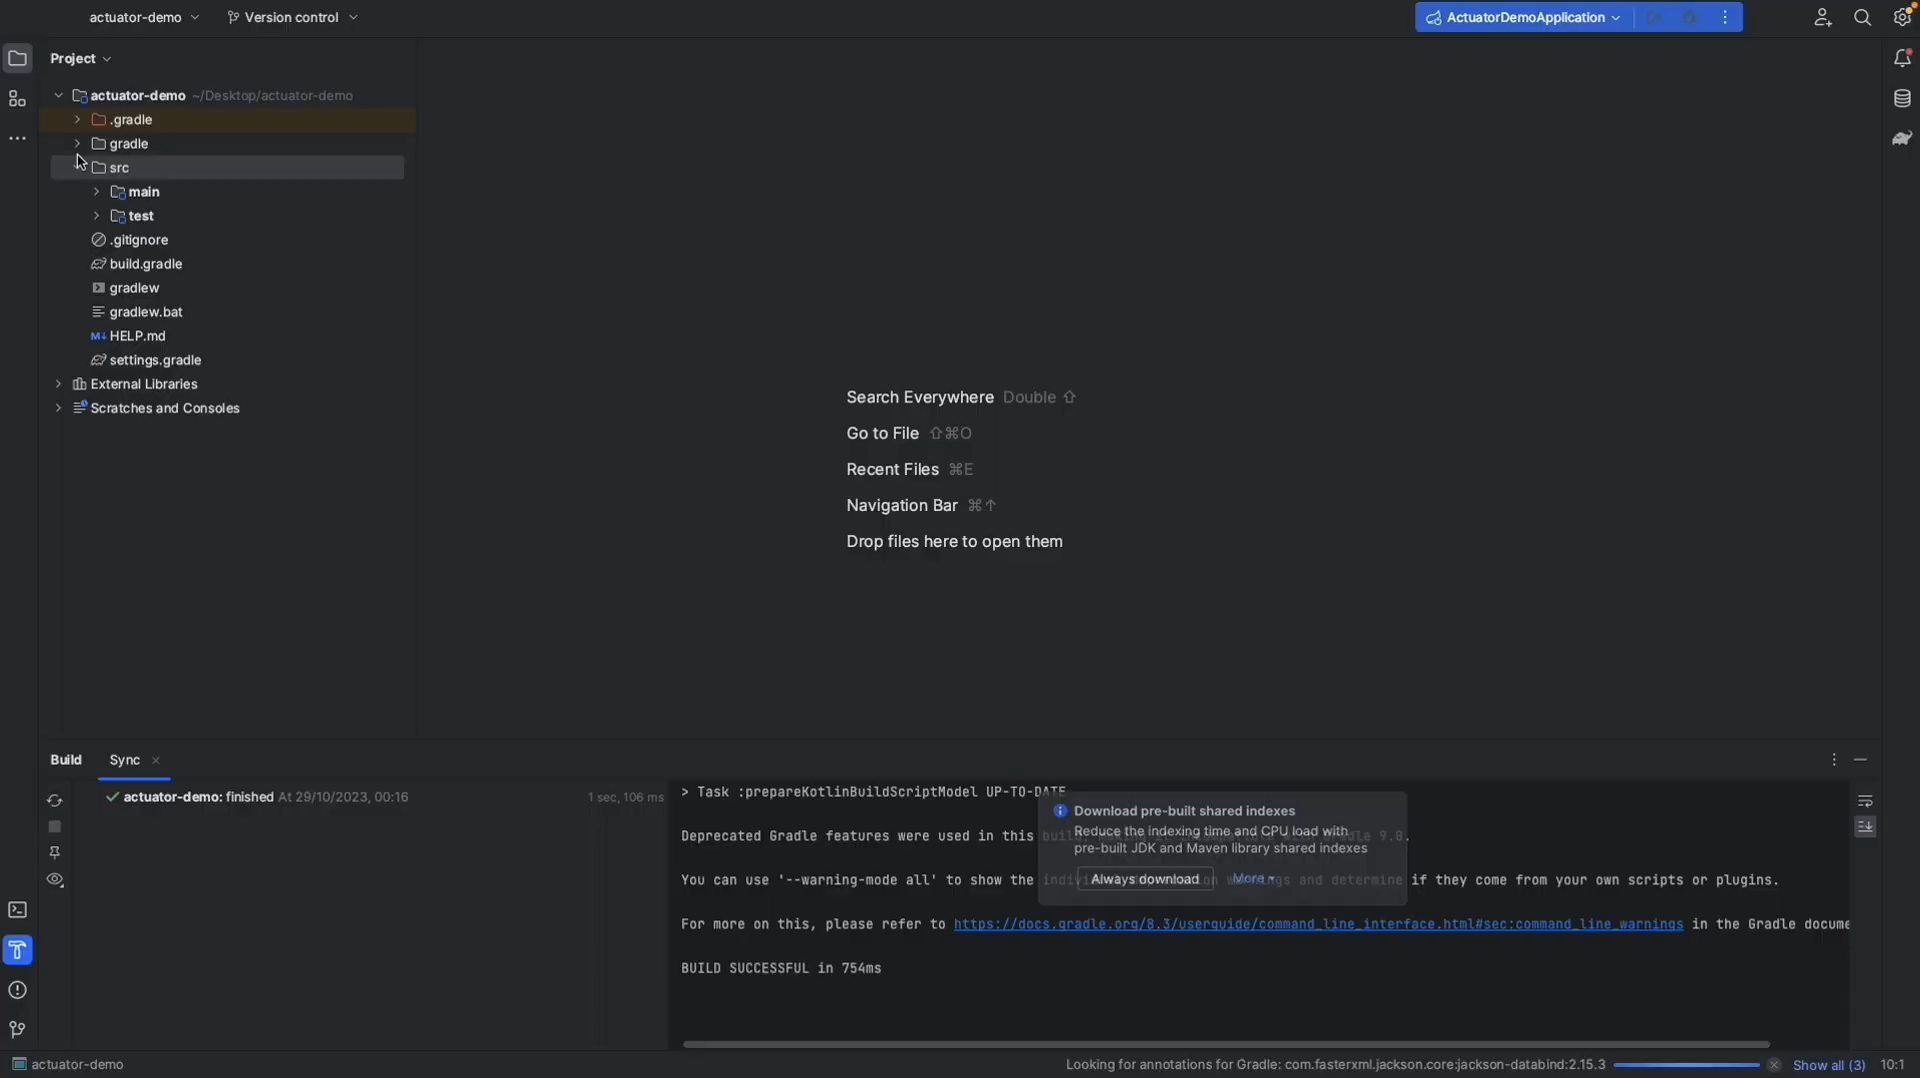 actuator-demo
Version control
ActuatorDemoApplication
Project
actuator-demo ~/Desktop/actuator-demo
.gradle
gradle
src
main
test
.gitignore
build.gradle
gradlew
gradlew.bat
M↓ HELP.md
settings.gradle
External Libraries
Scratches and Consoles
Search Everywhere Double ⇧
Go to File ⇧⌘O
Recent Files ⌘E
Navigation Bar ⌘↑
Drop files here to open them
Build Sync
actuator-demo: finished At 29/10/2023, 00:16 1 sec, 106 ms
> Task :prepareKotlinBuildScriptModel UP-TO-DATE
Deprecated Gradle features were used in this build, 9.0.
You can use '--warning-mode all' to show the individual warnings and determine if they come from your own scripts or plugins.
For more on this, please refer to https://docs.gradle.org/8.3/userguide/command_line_interface.html#sec:command_line_warnings in the Gradle docume
BUILD SUCCESSFUL in 754ms
Download pre-built shared indexes
Reduce the indexing time and CPU load with
pre-built JDK and Maven library shared indexes
Always download More
actuator-demo
Looking for annotations for Gradle: com.fasterxml.jackson.core:jackson-databind:2.15.3 Show all (3) 10:1